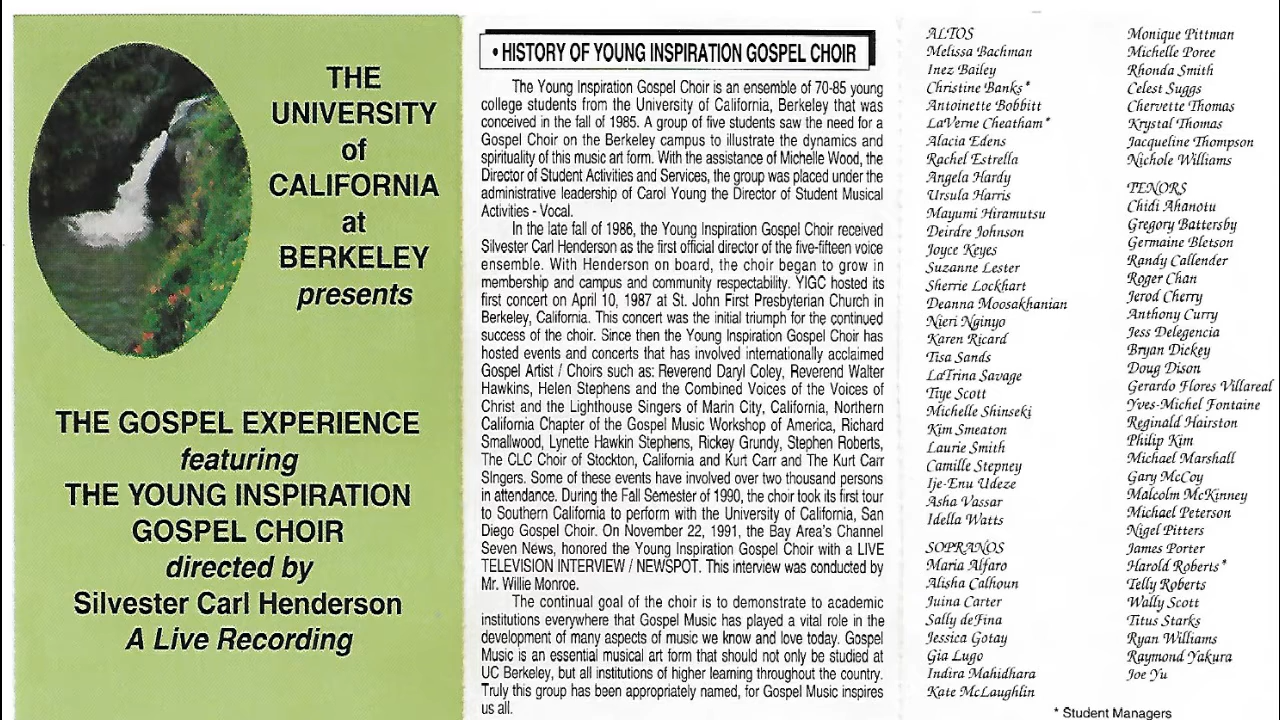 THE
UNIVERSITY
of
CALIFORNIA
at
BERKELEY
presents
THE GOSPEL EXPERIENCE
featuring
THE YOUNG INSPIRATION
GOSPEL CHOIR
directed by
Silvester Carl Henderson
A Live Recording
• HISTORY OF YOUNG INSPIRATION GOSPEL CHOIR
The Young Inspiration Gospel Choir is an ensemble of 70-85 young
college students from the University of California, Berkeley that was
conceived in the fall of 1985. A group of five students saw the need for a
Gospel Choir on the Berkeley campus to illustrate the dynamics and
spirituality of this music art form. With the assistance of Michelle Wood, the
Director of Student Activities and Services, the group was placed under the
administrative leadership of Carol Young the Director of Student Musical
Activities - Vocal.
In the late fall of 1986, the Young Inspiration Gospel Choir received
Silvester Carl Henderson as the first official director of the five-fifteen voice
ensemble. With Henderson on board, the choir began to grow in
membership and campus and community respectability. YIGC hosted its
first concert on April 10, 1987 at St. John First Presbyterian Church in
Berkeley, California. This concert was the initial triumph for the continued
success of the choir. Since then the Young Inspiration Gospel Choir has
hosted events and concerts that has involved internationally acclaimed
Gospel Artist / Choirs such as: Reverend Daryl Coley, Reverend Walter
Hawkins, Helen Stephens and the Combined Voices of the Voices of
Christ and the Lighthouse Singers of Marin City, California, Northern
California Chapter of the Gospel Music Workshop of America, Richard
Smallwood, Lynette Hawkin Stephens, Rickey Grundy, Stephen Roberts,
The CLC Choir of Stockton, California and Kurt Carr and The Kurt Carr
SIngers. Some of these events have involved over two thousand persons
in attendance. During the Fall Semester of 1990, the choir took its first tour
to Southern California to perform with the University of California, San
Diego Gospel Choir. On November 22, 1991, the Bay Area's Channel
Seven News, honored the Young Inspiration Gospel Choir with a LIVE
TELEVISION INTERVIEW / NEWSPOT. This interview was conducted by
Mr. Willie Monroe.
The continual goal of the choir is to demonstrate to academic
institutions everywhere that Gospel Music has played a vital role in the
development of many aspects of music we know and love today. Gospel
Music is an essential musical art form that should not only be studied at
UC Berkeley, but all institutions of higher learning throughout the country.
Truly this group has been appropriately named, for Gospel Music inspires
us all.
ALTOS
Melissa Bachman
Inez Bailey
Christine Banks*
Antoinette Bobbitt
LaVerne Cheatham*
Alacia Edens
Rachel Estrella
Angela Hardy
Ursula Harris
Mayumi Hiramutsu
Deirdre Johnson
Joyce Keyes
Suzanne Lester
Sherrie Lockhart
Deanna Moosakhanian
Nieri Nginyo
Karen Ricard
Tisa Sands
LaTrina Savage
Tiye Scott
Michelle Shinseki
Kim Smeaton
Laurie Smith
Camille Stepney
Ije-Enu Udeze
Asha Vassar
Idella Watts
SOPRANOS
Maria Alfaro
Alisha Calhoun
Juina Carter
Sally deFina
Jessica Gotay
Gia Lugo
Indira Mahidhara
Kate McLaughlin
Monique Pittman
Michelle Poree
Rhonda Smith
Celest Suggs
Chervette Thomas
Krystal Thomas
Jacqueline Thompson
Nichole Williams
TENORS
Chidi Ahanotu
Gregory Battersby
Germaine Bletson
Randy Callender
Roger Chan
Jerod Cherry
Anthony Curry
Jess Delegencia
Bryan Dickey
Doug Dison
Gerardo Flores Villareal
Yves-Michel Fontaine
Reginald Hairston
Philip Kim
Michael Marshall
Gary McCoy
Malcolm McKinney
Michael Peterson
Nigel Pitters
James Porter
Harold Roberts*
Telly Roberts
Wally Scott
Titus Starks
Ryan Williams
Raymond Yakura
Joe Yu
* Student Managers